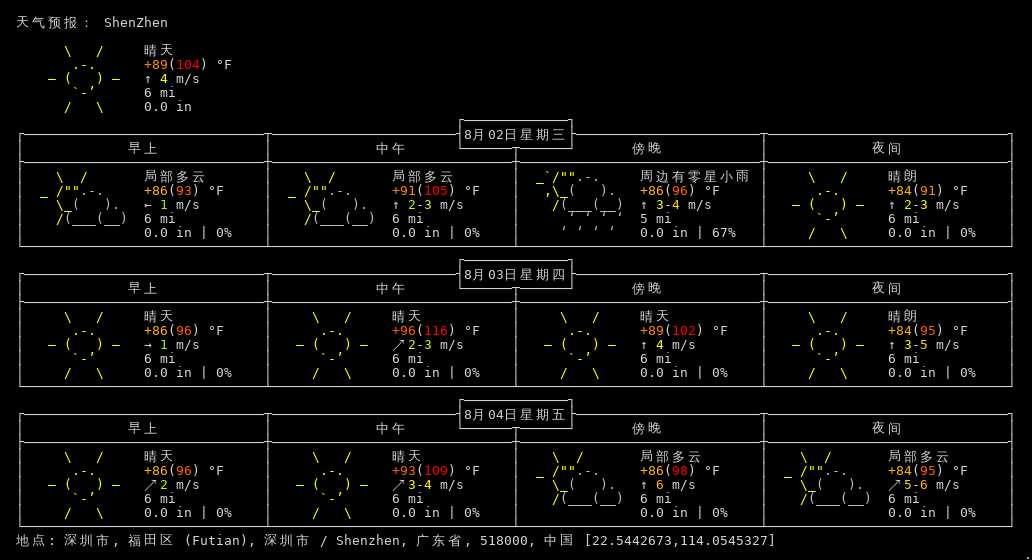 天气预报： ShenZhen
晴天
+89(104) °F
↑ 4 m/s
6 mi
0.0 in
8月02日星期三
早上 中午 傍晚 夜间
局部多云 局部多云 周边有零星小雨 晴朗
+86(93) °F +91(105) °F +86(96) °F +84(91) °F
← 1 m/s ↑ 2-3 m/s ↑ 3-4 m/s ↑ 2-3 m/s
6 mi 6 mi 5 mi 6 mi
0.0 in | 0% 0.0 in | 0% 0.0 in | 67% 0.0 in | 0%
8月03日星期四
早上 中午 傍晚 夜间
晴天 晴天 晴天 晴朗
+86(96) °F +96(116) °F +89(102) °F +84(95) °F
→ 1 m/s ↗ 2-3 m/s ↑ 4 m/s ↑ 3-5 m/s
6 mi 6 mi 6 mi 6 mi
0.0 in | 0% 0.0 in | 0% 0.0 in | 0% 0.0 in | 0%
8月04日星期五
早上 中午 傍晚 夜间
晴天 晴天 局部多云 局部多云
+86(96) °F +93(109) °F +86(98) °F +84(95) °F
↗ 2 m/s ↗ 3-4 m/s ↑ 6 m/s ↗ 5-6 m/s
6 mi 6 mi 6 mi 6 mi
0.0 in | 0% 0.0 in | 0% 0.0 in | 0% 0.0 in | 0%
地点: 深圳市, 福田区 (Futian), 深圳市 / Shenzhen, 广东省, 518000, 中国 [22.5442673,114.0545327]